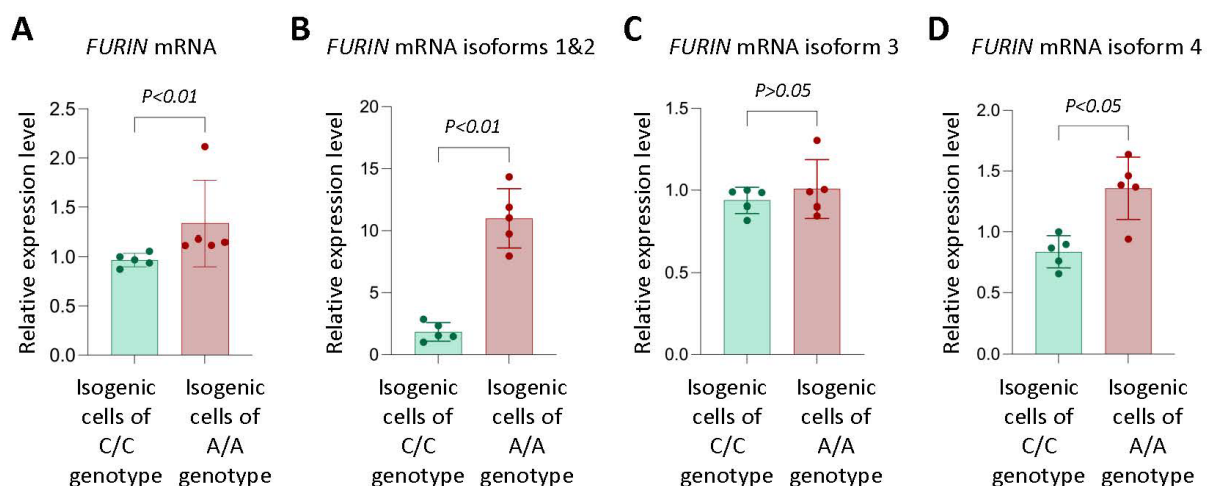 A
FURIN mRNA
P<0.01
Relative expression level
2.5
2.0
1.5
1.0
0.5
0.0
Isogenic
cells of
C/C
genotype
Isogenic
cells of
A/A
genotype
B
FURIN mRNA isoforms 1&2
P<0.01
Relative expression level
20
15
10
5
0
Isogenic
cells of
C/C
genotype
Isogenic
cells of
A/A
genotype
C
FURIN mRNA isoform 3
P>0.05
Relative expression level
1.5
1.0
0.5
0.0
Isogenic
cells of
C/C
genotype
Isogenic
cells of
A/A
genotype
D
FURIN mRNA isoform 4
P<0.05
Relative expression level
2.0
1.5
1.0
0.5
0.0
Isogenic
cells of
C/C
genotype
Isogenic
cells of
A/A
genotype